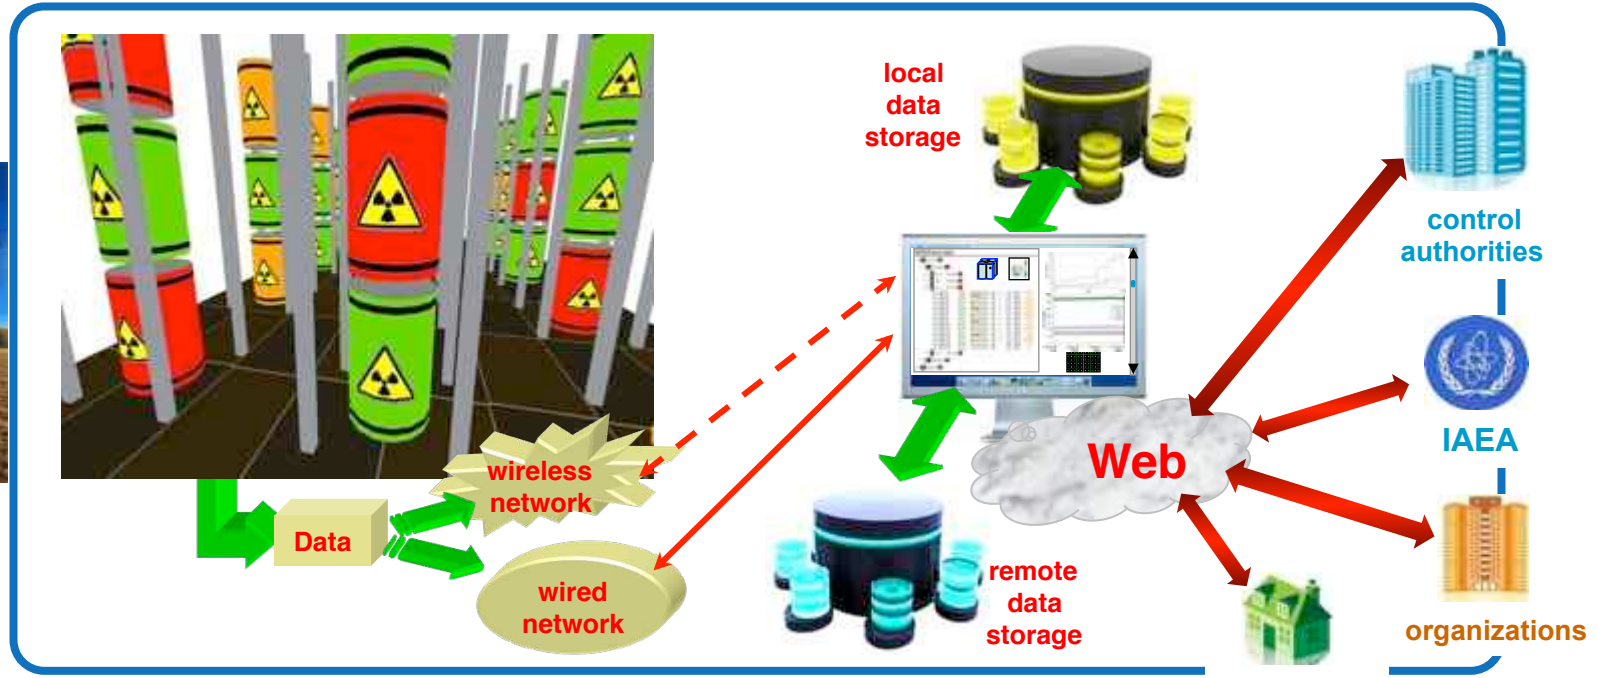 local
data
storage
control
authorities
IAEA
wireless
network
Web
Data
wired
network
remote
data
storage
organizations